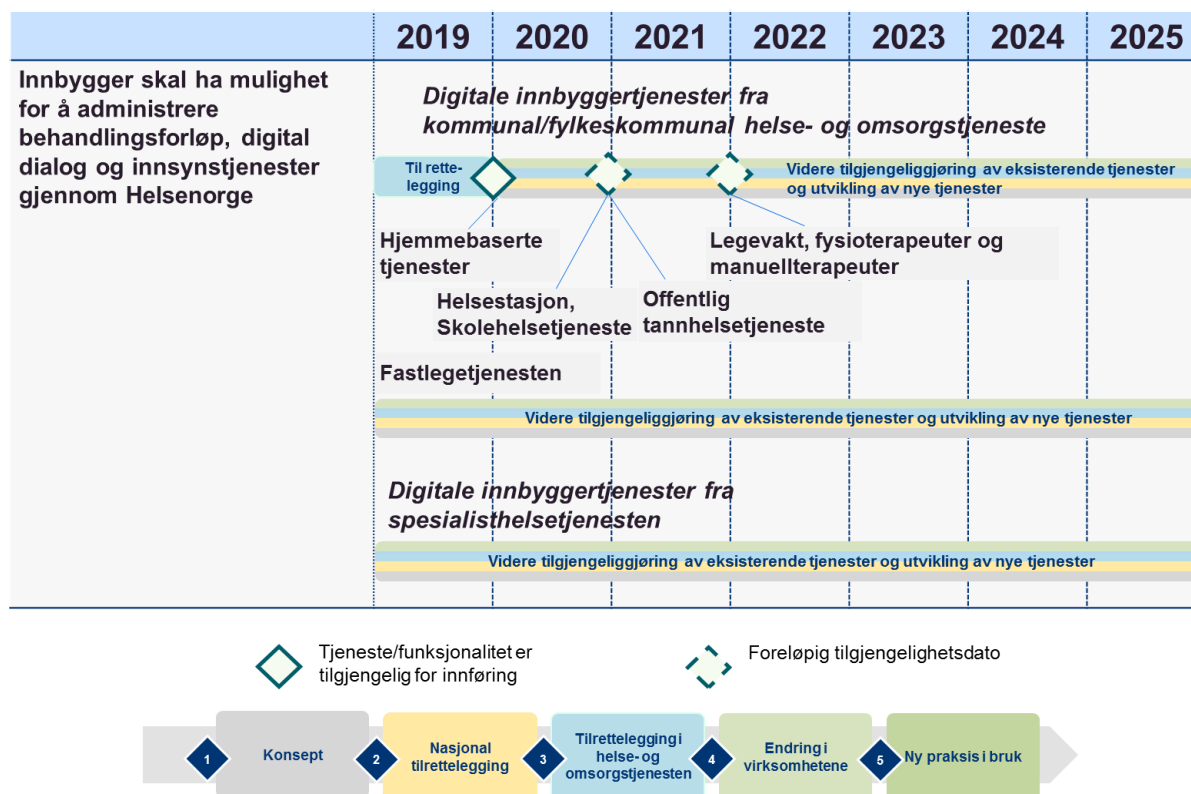 2019 2020 2021 2022 2023 2024 2025
Innbygger skal ha mulighet
for å administrere
behandlingsforløp, digital
dialog og innsynstjenester
gjennom Helsenorge
Digitale innbyggertjenester fra
kommunal/fylkeskommunal helse- og omsorgstjeneste
Til rette-
legging
Videre tilgjengeliggjøring av eksisterende tjenester
og utvikling av nye tjenester
Hjemmebaserte
tjenester
Helsestasjon,
Skolehelsetjeneste
Offentlig
tannhelsetjeneste
Legevakt, fysioterapeuter og
manuellterapeuter
Fastlegetjenesten
Videre tilgjengeliggjøring av eksisterende tjenester og utvikling av nye tjenester
Digitale innbyggertjenester fra
spesialisthelsetjenesten
Videre tilgjengeliggjøring av eksisterende tjenester og utvikling av nye tjenester
Tjeneste/funksjonalitet er
tilgjengelig for innføring
Foreløpig tilgjengelighetsdato
1
Konsept
2
Nasjonal
tilrettelegging
3
Tilrettelegging i
helse- og
omsorgstjenesten
4
Endring i
virksomhetene
5
Ny praksis i bruk